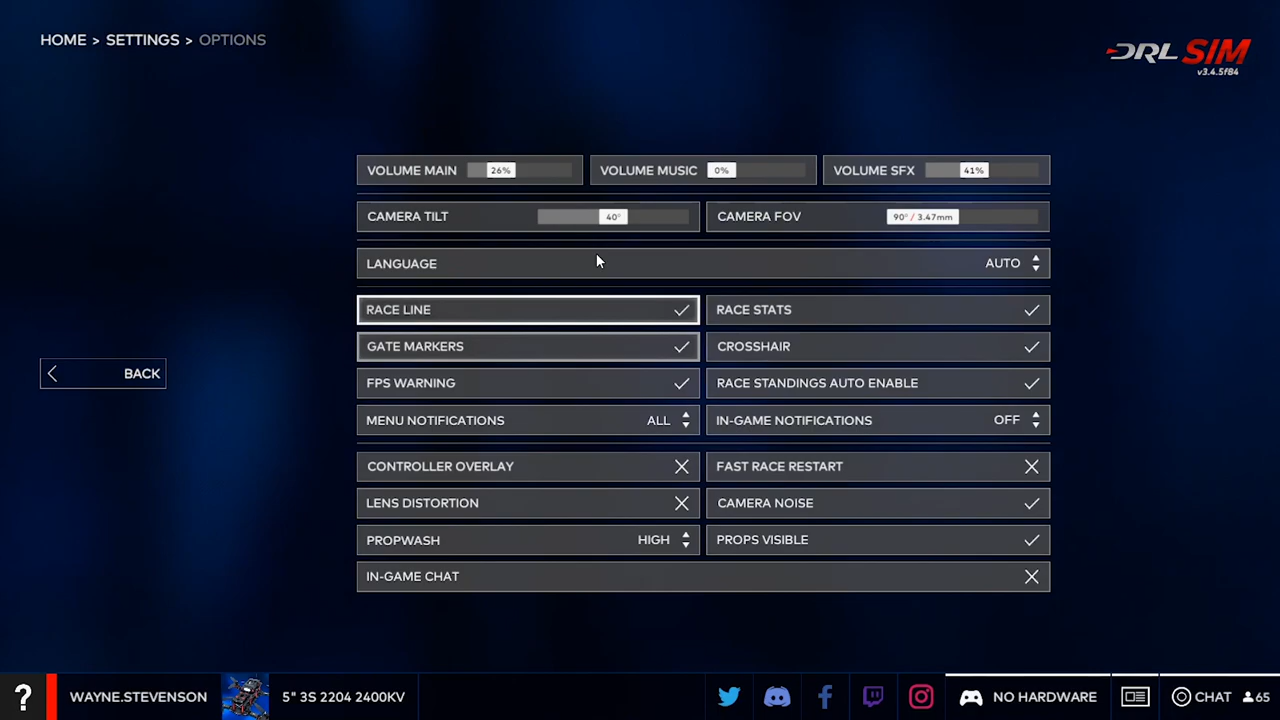 HOME > SETTINGS > OPTIONS
DRL SIM
v3.4.5f84
VOLUME MAIN 26% VOLUME MUSIC 0% VOLUME SFX 41%
CAMERA TILT 40° CAMERA FOV 90° / 3.47mm
LANGUAGE AUTO
RACE LINE RACE STATS
GATE MARKERS CROSSHAIR
FPS WARNING RACE STANDINGS AUTO ENABLE
MENU NOTIFICATIONS ALL IN-GAME NOTIFICATIONS OFF
CONTROLLER OVERLAY FAST RACE RESTART
LENS DISTORTION CAMERA NOISE
PROPWASH HIGH PROPS VISIBLE
IN-GAME CHAT
< BACK
? WAYNE.STEVENSON 5" 3S 2204 2400KV NO HARDWARE CHAT 65